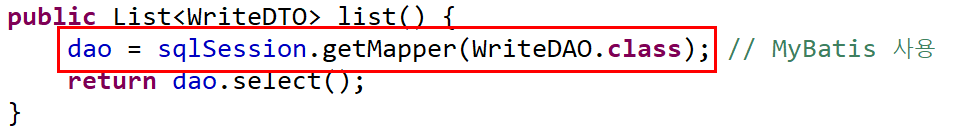 public List<WriteDTO> list() {
    dao = sqlSession.getMapper(WriteDAO.class); // MyBatis 사용
    return dao.select();
}